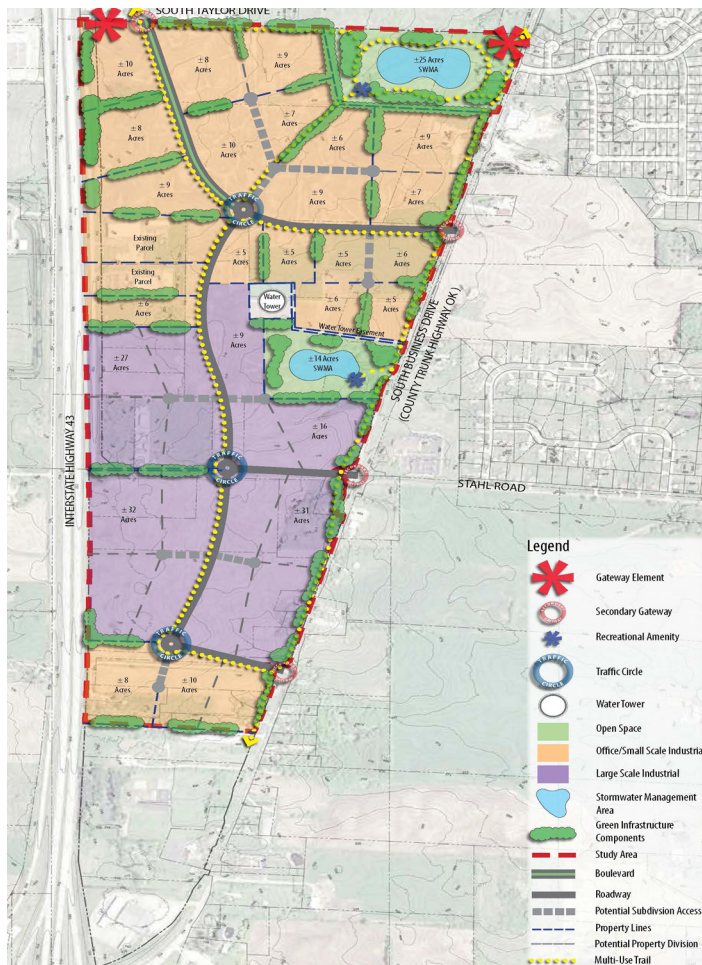 SOUTH TAYLOR DRIVE
± 10
Acres
± 8
Acres
± 9
Acres
±25 Acres
SWMA
± 8
Acres
± 10
Acres
± 7
Acres
± 6
Acres
± 9
Acres
± 9
Acres
TRAFFIC
CIRCLE
± 9
Acres
± 7
Acres
Existing
Parcel
Existing
Parcel
± 6
Acres
± 5
Acres
± 5
Acres
± 5
Acres
± 6
Acres
Water
Tower
± 6
Acres
± 5
Acres
Water Tower Easement
± 27
Acres
± 9
Acres
±14 Acres
SWMA
SOUTH BUSINESS DRIVE
(COUNTY TRUNK HIGHWAY OK )
INTERSTATE HIGHWAY 43
± 16
Acres
TRAFFIC
CIRCLE
STAHL ROAD
± 32
Acres
± 31
Acres
TRAFFIC
CIRCLE
± 8
Acres
± 10
Acres
Legend
Gateway Element
Secondary Gateway
Recreational Amenity
TRAFFIC
CIRCLE
Traffic Circle
Water Tower
Open Space
Office/Small Scale Industrial
Large Scale Industrial
Stormwater Management
Area
Green Infrastructure
Components
Study Area
Boulevard
Roadway
Potential Subdivsion Access
Property Lines
Potential Property Division
Multi-Use Trail